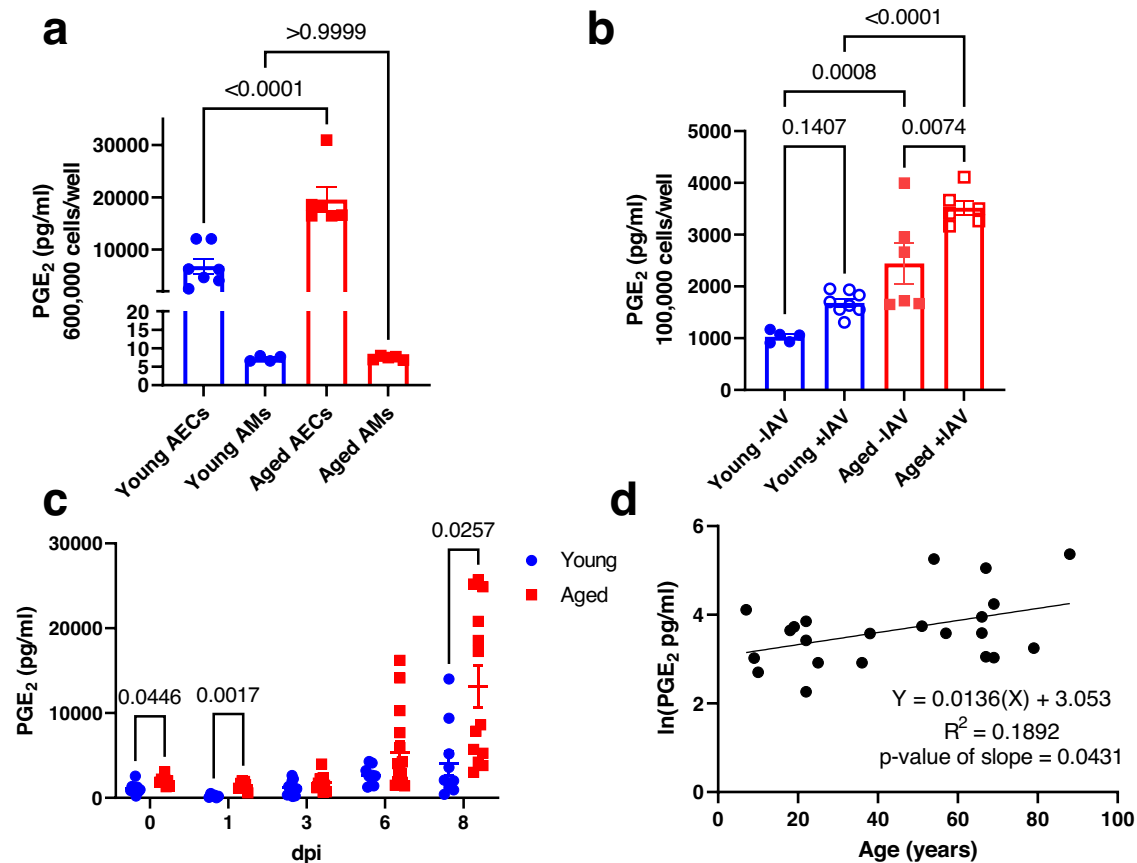 a
>0.9999
<0.0001
PGE2 (pg/ml)
600,000 cells/well
30000
20000
10000
20
15
10
5
0
Young AECs
Young AMs
Aged AECs
Aged AMs
b
<0.0001
0.0008
0.1407
0.0074
PGE2 (pg/ml)
100,000 cells/well
5000
4000
3000
2000
1000
0
Young -IAV
Young +IAV
Aged -IAV
Aged +IAV
c
0.0446
0.0017
0.0257
Young
Aged
PGE2 (pg/ml)
30000
20000
10000
0
0 1 3 6 8
dpi
d
ln(PGE2 pg/ml)
6
4
2
0
Y = 0.0136(X) + 3.053
R2 = 0.1892
p-value of slope = 0.0431
0 20 40 60 80 100
Age (years)